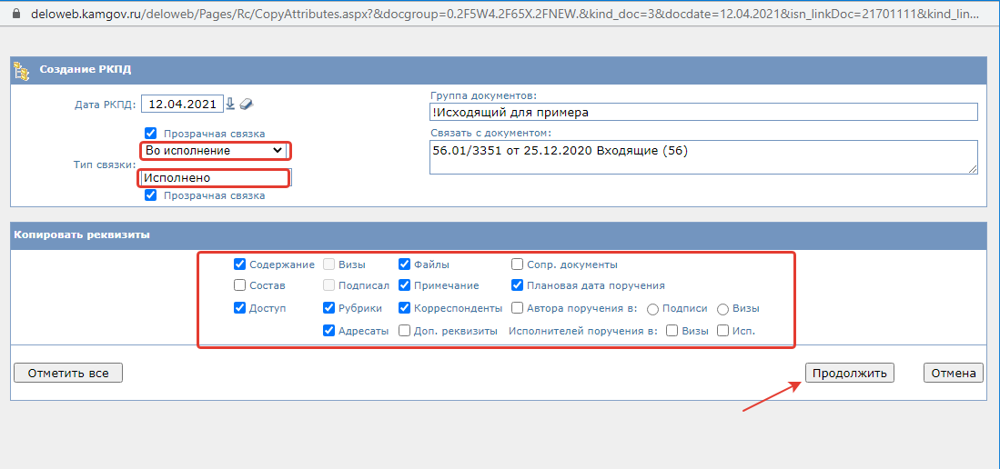 deloweb.kamgov.ru/deloweb/Pages/Rc/CopyAttributes.aspx?&docgroup=0.2F5W4.2F65X.2FNEW.&kind_doc=3&docdate=12.04.2021&isn_linkDoc=21701111&tkind_lin...
Создание РКПД
Дата РКПД: 12.04.2021
Группа документов:
!Исходящий для примера
Прозрачная связка
Связать с документом:
Во исполнение
56.01/3351 от 25.12.2020 Входящие (56)
Тип связки:
Исполнено
Прозрачная связка
Копировать реквизиты
Содержание Визы Файлы Сопр. документы
Состав Подписал Примечание Плановая дата поручения
Доступ Рубрики Корреспонденты Автора поручения в: Подписи Визы
Адресаты Доп. реквизиты Исполнителей поручения в: Визы Исп.
Отметить все Продолжить Отмена